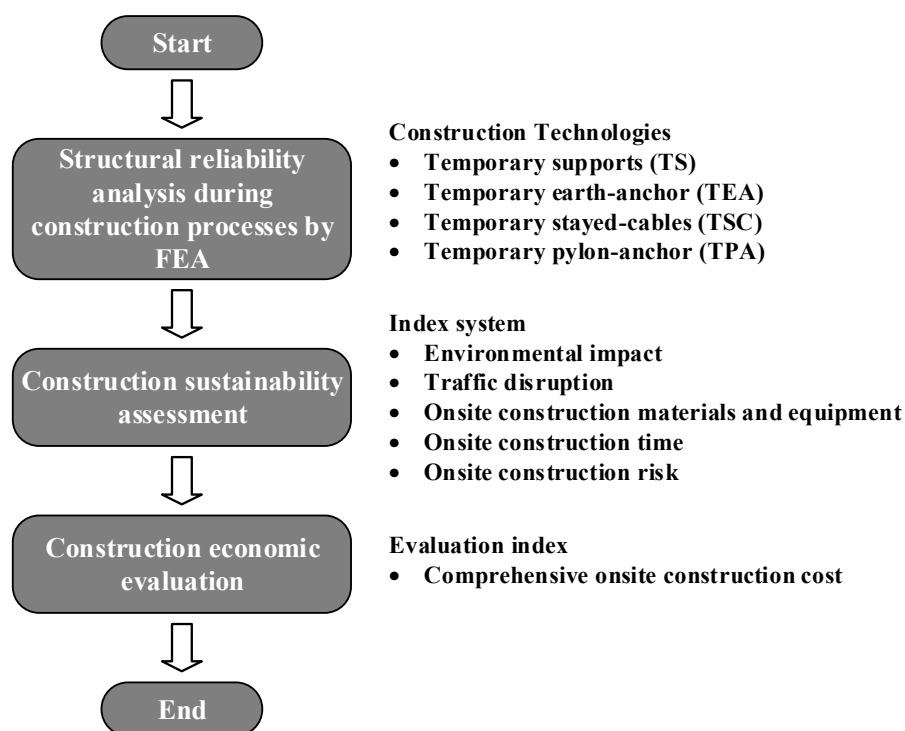 Start
Structural reliability
analysis during
construction processes by
FEA
Construction Technologies
• Temporary supports (TS)
• Temporary earth-anchor (TEA)
• Temporary stayed-cables (TSC)
• Temporary pylon-anchor (TPA)
Construction sustainability
assessment
Index system
• Environmental impact
• Traffic disruption
• Onsite construction materials and equipment
• Onsite construction time
• Onsite construction risk
Construction economic
evaluation
Evaluation index
• Comprehensive onsite construction cost
End